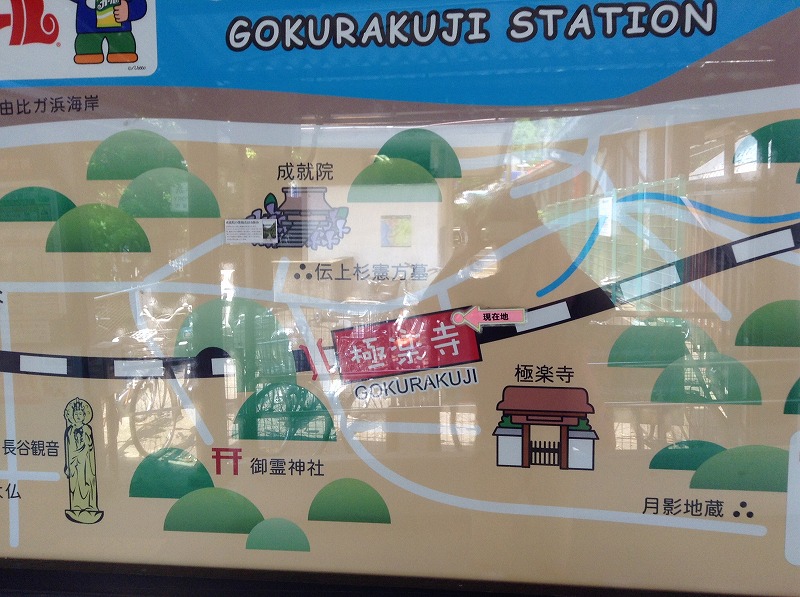 GOKURAKUJI STATION
由比ガ浜海岸
成就院
伝上杉憲方墓
現在地
極楽寺
GOKURAKUJI
極楽寺
長谷観音
御霊神社
月影地蔵